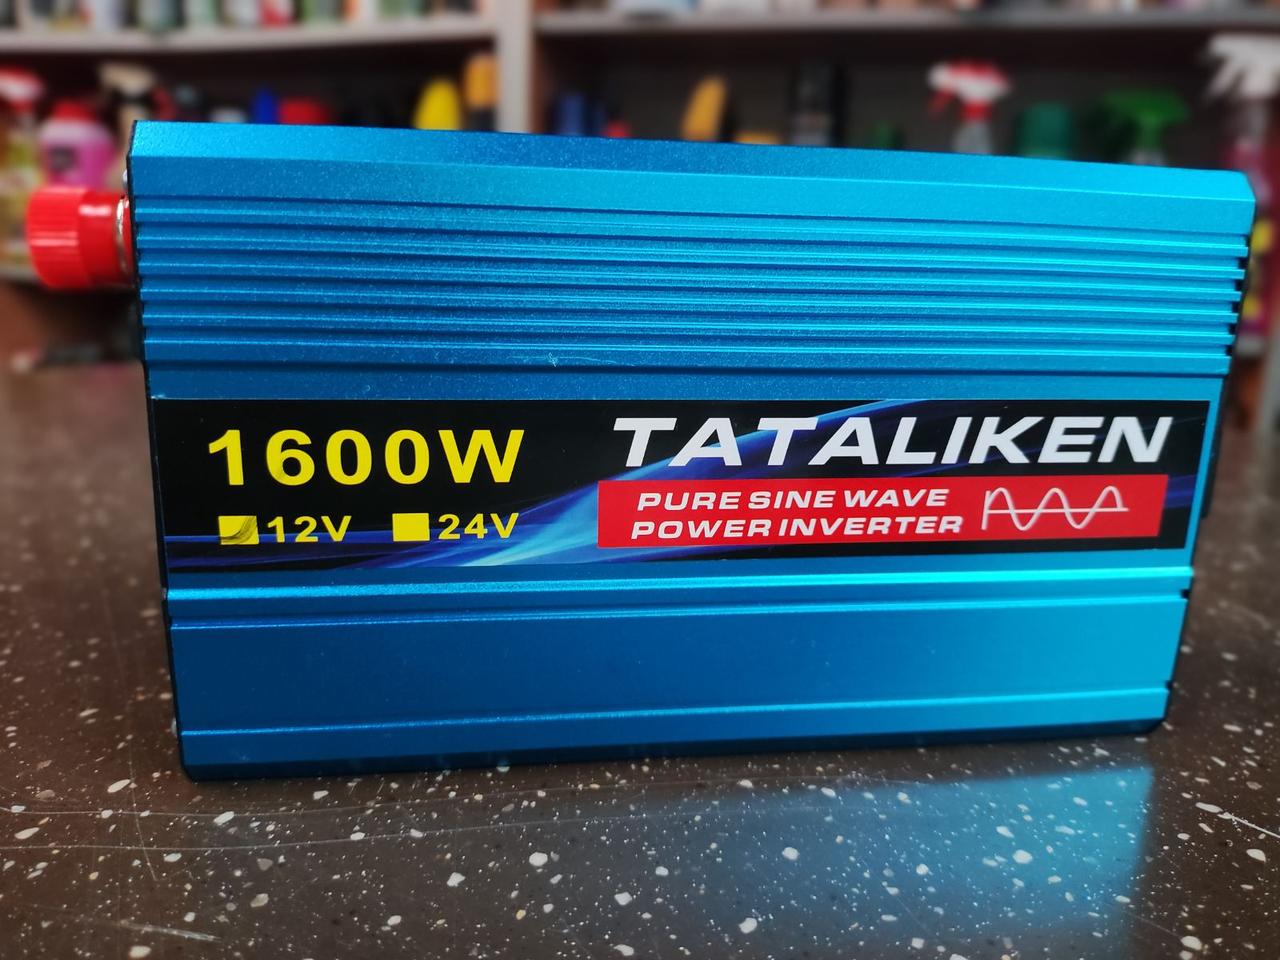 1600W
12V 24V
TATALIKEN
PURE SINE WAVE
POWER INVERTER